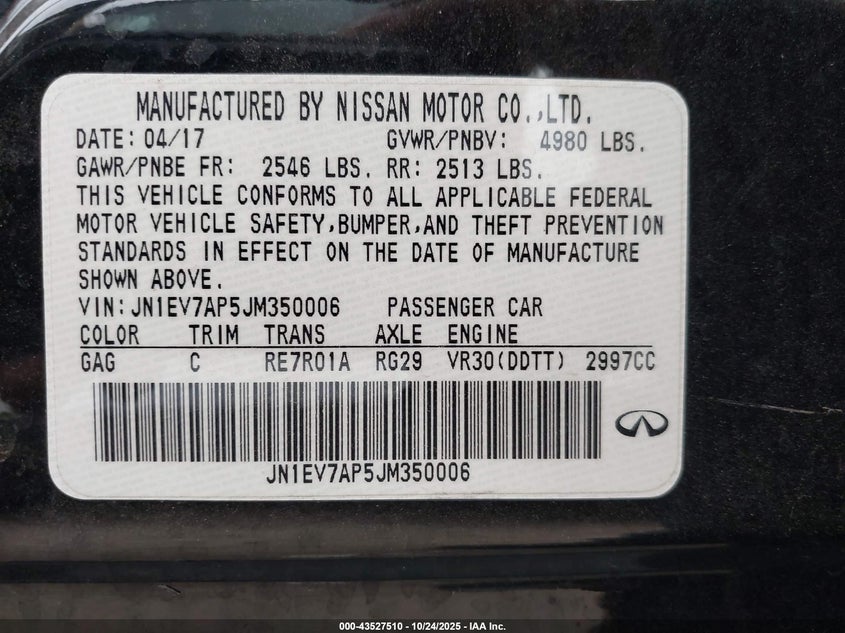 MANUFACTURED BY NISSAN MOTOR CO.,LTD.
DATE: 04/17 GVWR/PNBV: 4980 LBS.
GAWR/PNBE FR: 2546 LBS. RR: 2513 LBS.
THIS VEHICLE CONFORMS TO ALL APPLICABLE FEDERAL
MOTOR VEHICLE SAFETY,BUMPER,AND THEFT PREVENTION
STANDARDS IN EFFECT ON THE DATE OF MANUFACTURE
SHOWN ABOVE.
VIN:JN1EV7AP5JM350006 PASSENGER CAR
COLOR TRIM TRANS AXLE ENGINE
GAG C RE7R01A RG29 VR30(DDTT) 2997CC
JN1EV7AP5JM350006
000-43527510 - 10/24/2025 - IAA Inc.